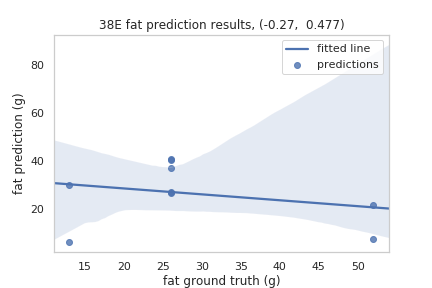 38E fat prediction results, (-0.27,  0.477)
fitted line
predictions
fat prediction (g)
80
60
40
20
15 20 25 30 35 40 45 50
fat ground truth (g)